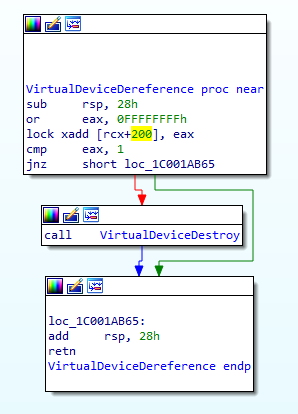 VirtualDeviceDereference proc near
sub     rsp, 28h
or      eax, 0FFFFFFFFh
lock xadd [rcx+200], eax
cmp     eax, 1
jnz     short loc_1C001AB65
call    VirtualDeviceDestroy
loc_1C001AB65:
add     rsp, 28h
retn
VirtualDeviceDereference endp